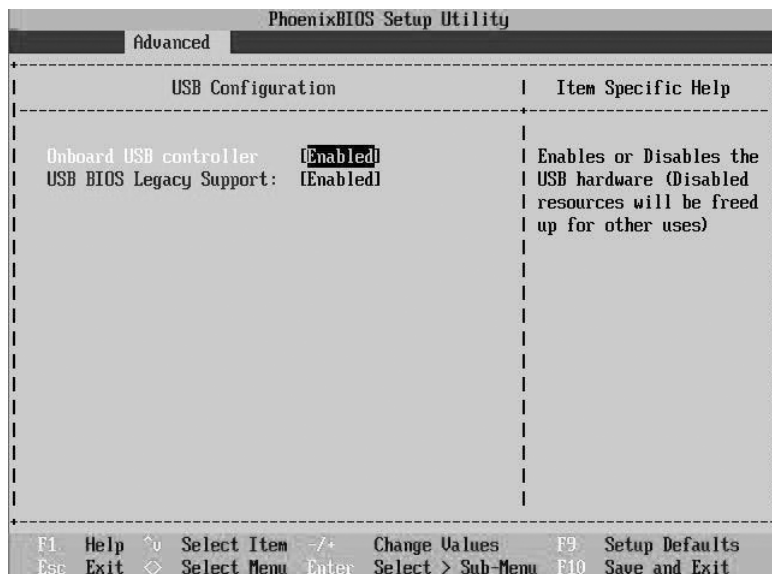 PhoenixBIOS Setup Utility
Advanced
USB Configuration
Item Specific Help
Onboard USB controller [Enabled]
USB BIOS Legacy Support: [Enabled]
Enables or Disables the
USB hardware (Disabled
resources will be freed
up for other uses)
F1 Help ^v Select Item -/+ Change Values F9 Setup Defaults
Esc Exit <> Select Menu Enter Select > Sub-Menu F10 Save and Exit